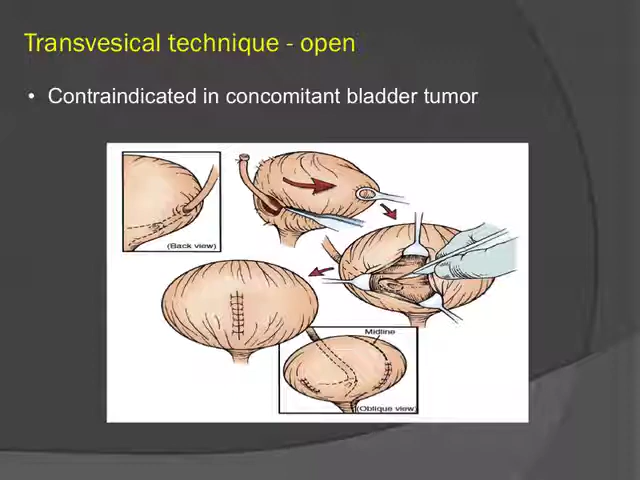 Transvesical technique - open
• Contraindicated in concomitant bladder tumor
(Back view)
Midline
(Oblique view)